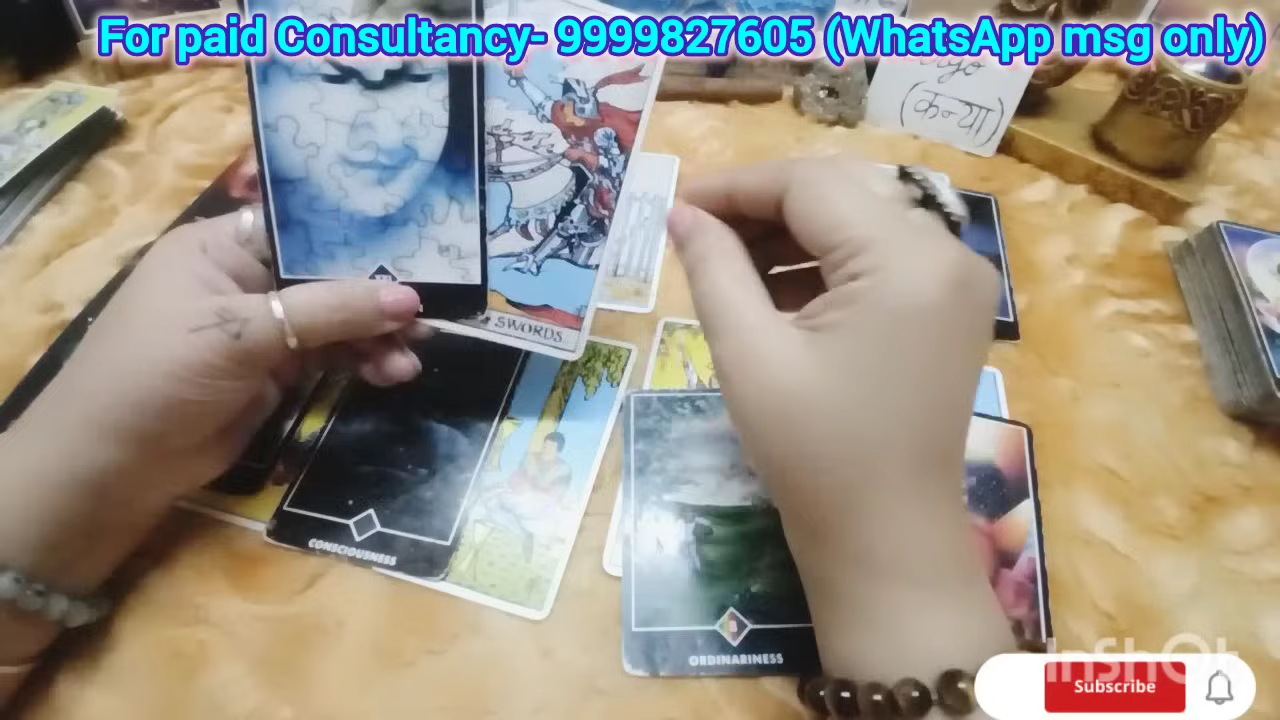 For paid Consultancy- 9999827605 (WhatsApp msg only)
(कन्या)
SWORDS
CONSCIOUSNESS
ORDINARINESS
InShOt
Subscribe